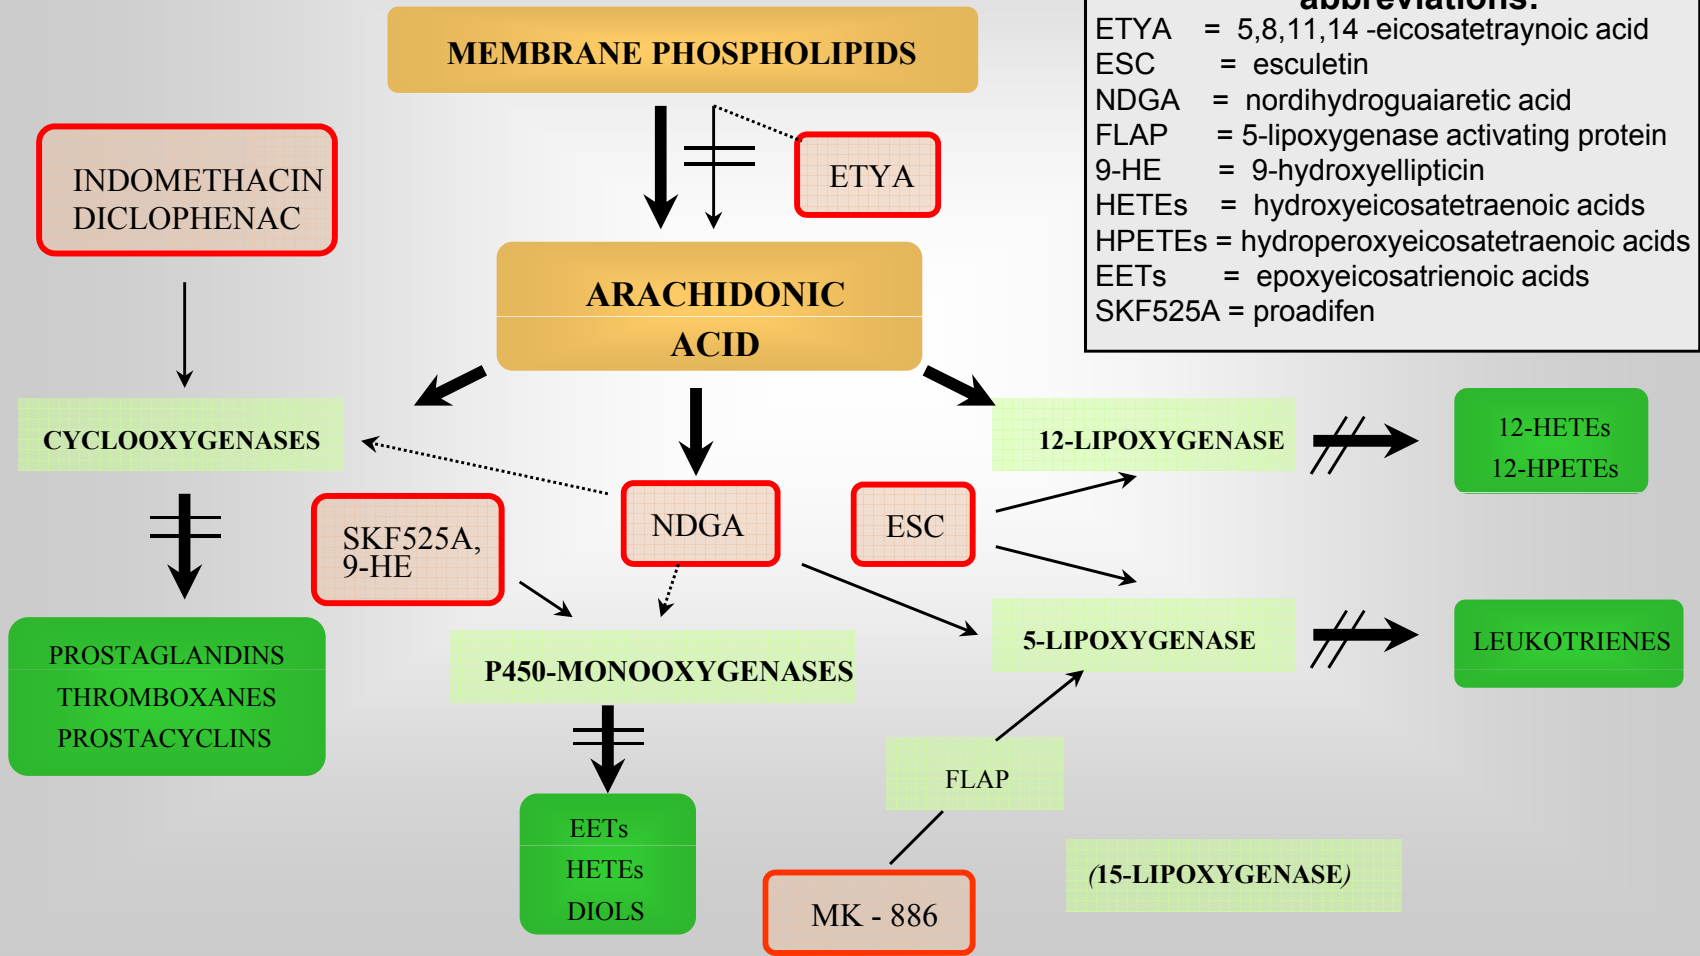 abbreviations:
ETYA = 5,8,11,14 -eicosatetraynoic acid
ESC = esculetin
NDGA = nordihydroguaiaretic acid
FLAP = 5-lipoxygenase activating protein
9-HE = 9-hydroxyellipticin
HETEs = hydroxyeicosatetraenoic acids
HPETEs = hydroperoxyeicosatetraenoic acids
EETs = epoxyeicosatrienoic acids
SKF525A = proadifen
MEMBRANE PHOSPHOLIPIDS
INDOMETHACIN
DICLOPHENAC
ETYA
ARACHIDONIC
ACID
CYCLOOXYGENASES
12-LIPOXYGENASE
12-HETEs
12-HPETEs
SKF525A,
9-HE
NDGA
ESC
PROSTAGLANDINS
THROMBOXANES
PROSTACYCLINS
P450-MONOOXYGENASES
5-LIPOXYGENASE
LEUKOTRIENES
FLAP
EETs
HETEs
DIOLS
MK - 886
(15-LIPOXYGENASE)